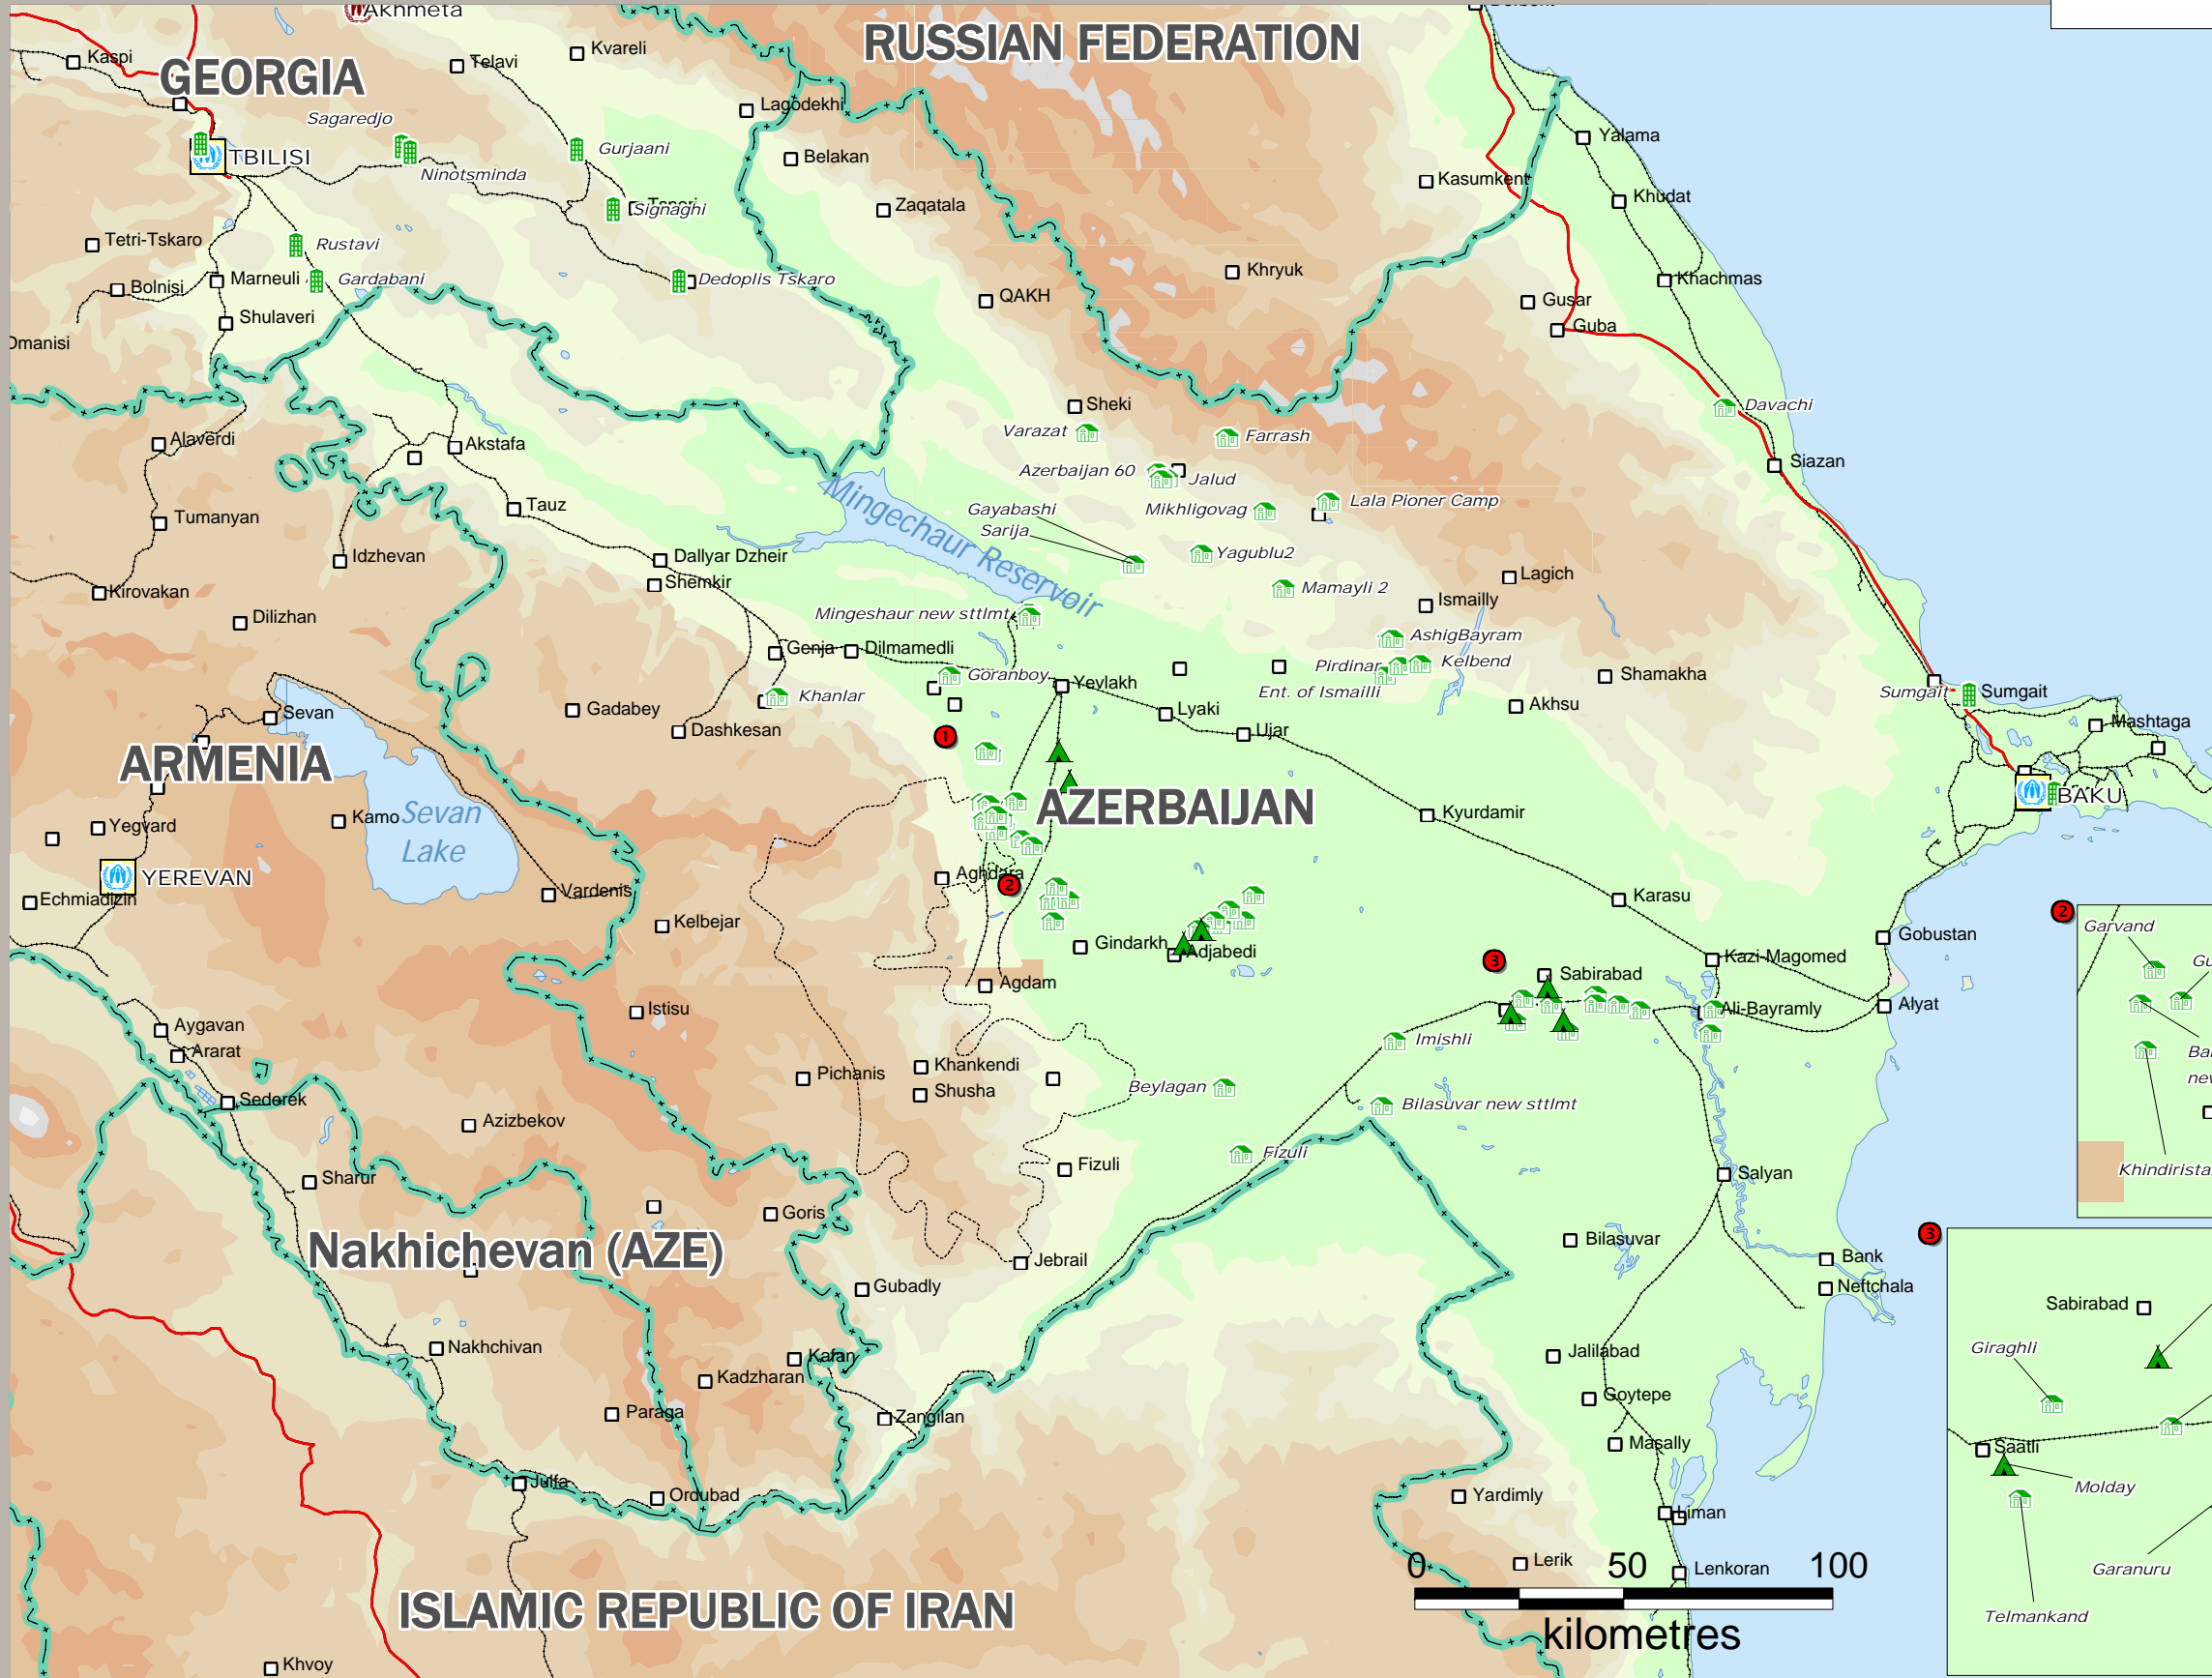 Akhmeta
RUSSIAN FEDERATION
Kaspi
GEORGIA
Telavi
Kvareli
Lagodekhi
Sagaredjo
TBILISI
Ninotsminda
Gurjaani
Belakan
Yalama
Kasumkent
Khudat
Signaghi
Zaqatala
Tetri-Tskaro
Rustavi
Marneuli
Gardabani
Dedoplis Tskaro
Khryuk
Khachmas
Bolnisi
QAKH
Gusar
Shulaveri
Guba
Omanisi
Sheki
Davachi
Varazat
Farrash
Alaverdi
Akstafa
Azerbaijan 60
Jalud
Siazan
Tauz
Gayabashi
Mikhligovag
Lala Pioner Camp
Tumanyan
Sarija
Mingechaur Reservoir
Idzhevan
Dallyar Dzheir
Yagublu2
Shemkir
Lagich
Kirovakan
Mamayli 2
Ismailly
Dilizhan
Mingeshaur new sttlmt
AshigBayram
Genja
Dilmamedli
Pirdinar
Kelbend
Goranboy
Yevlakh
Ent. of Ismailli
Shamakha
Khanlar
Sumgait
Sumgait
Gadabey
Lyaki
Akhsu
Sevan
Dashkesan
Ujar
Mashtaga
1
ARMENIA
AZERBAIJAN
BAKU
Kamo
Sevan
Lake
Kyurdamir
Yegvard
YEREVAN
Aghdara
2
Echmiadizin
Vardenis
Karasu
Kelbejar
2
Garvand
Gindarkh
Adjabedi
Gobustan
3
Kazi-Magomed
Sabirabad
Agdam
Istisu
Ali-Bayramly
Alyat
Aygavan
Imishli
Ararat
Khankendi
Pichanis
Beylagan
Shusha
Sederek
Bilasuvar new sttlmt
Azizbekov
Fizuli
Fizuli
Khindirista
Sharur
Salyan
Goris
3
Nakhichevan (AZE)
Bilasuvar
Jebrail
Bank
Gubadly
Neftchala
Sabirabad
Nakhchivan
Giraghli
Kafan
Jalilabad
Kadzharan
Goytepe
Paraga
Zangilan
Masally
Saatli
Julfa
Ordubad
Molday
Yardimly
Liman
Lerik
0 50 100
Lenkoran
Garanuru
ISLAMIC REPUBLIC OF IRAN
Telmankand
kilometres
Khvoy